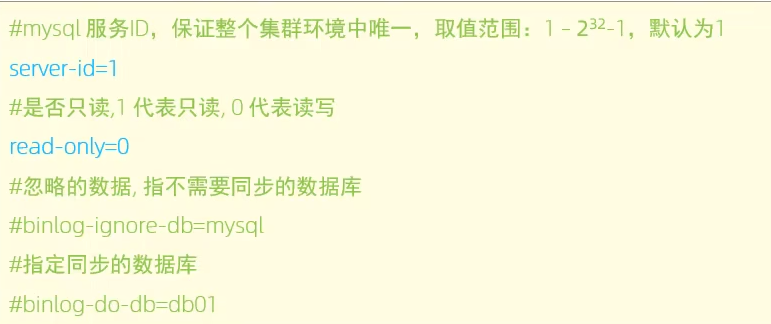 #mysql 服务ID，保证整个集群环境中唯一，取值范围：1 – 2³²-1，默认为1
server-id=1
#是否只读,1 代表只读, 0 代表读写
read-only=0
#忽略的数据, 指不需要同步的数据库
#binlog-ignore-db=mysql
#指定同步的数据库
#binlog-do-db=db01